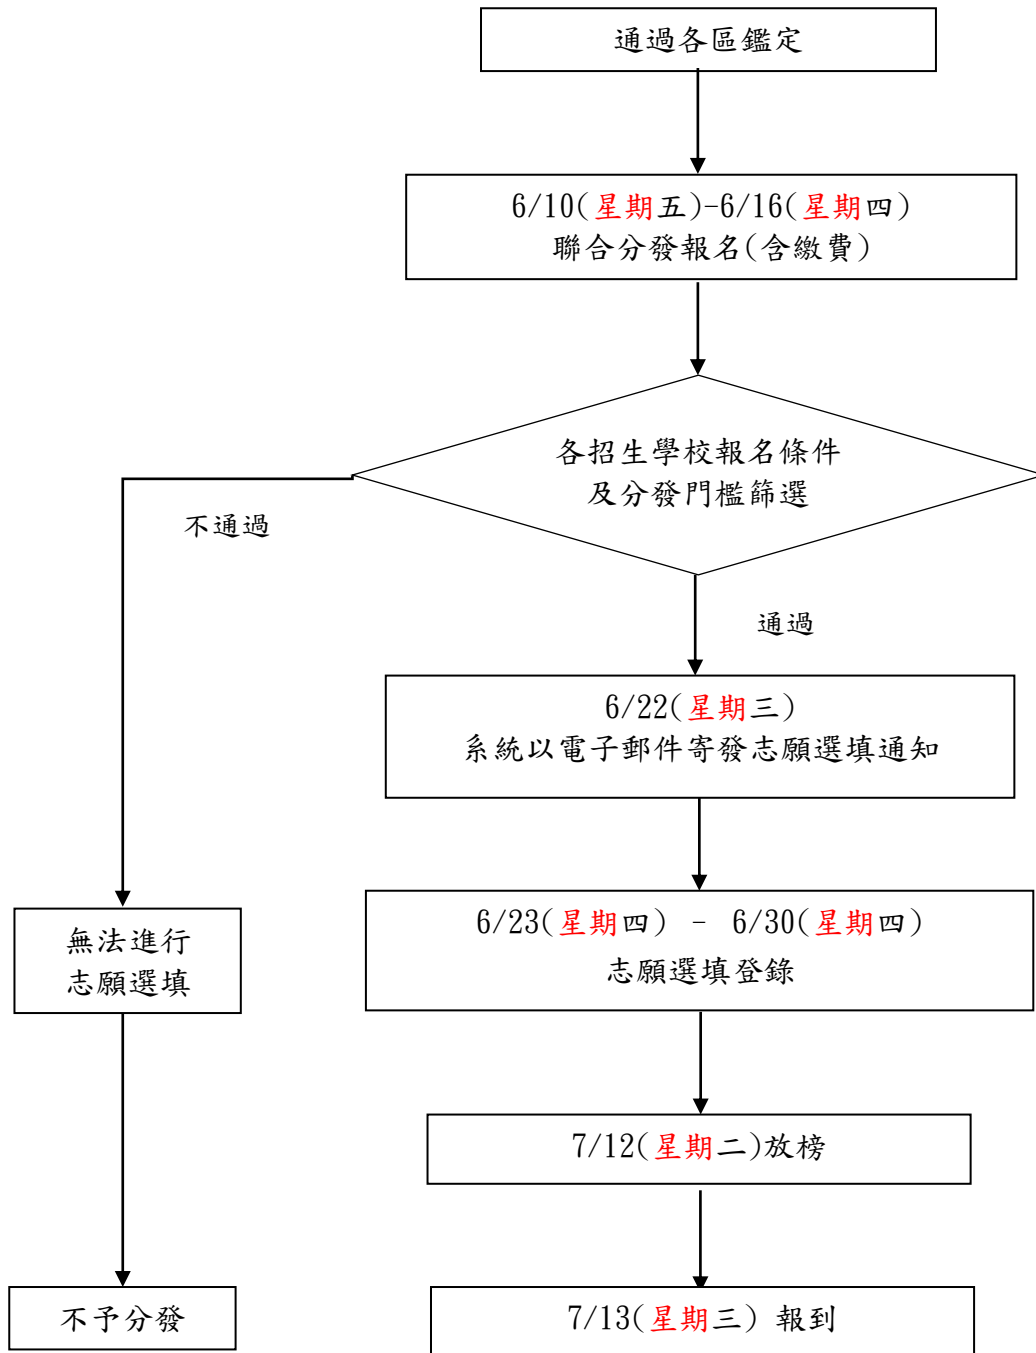 通過各區鑑定
6/10(星期五)-6/16(星期四)
聯合分發報名(含繳費)
各招生學校報名條件
及分發門檻篩選
不通過
通過
6/22(星期三)
系統以電子郵件寄發志願選填通知
6/23(星期四) - 6/30(星期四)
志願選填登錄
無法進行
志願選填
7/12(星期二)放榜
不予分發
7/13(星期三) 報到